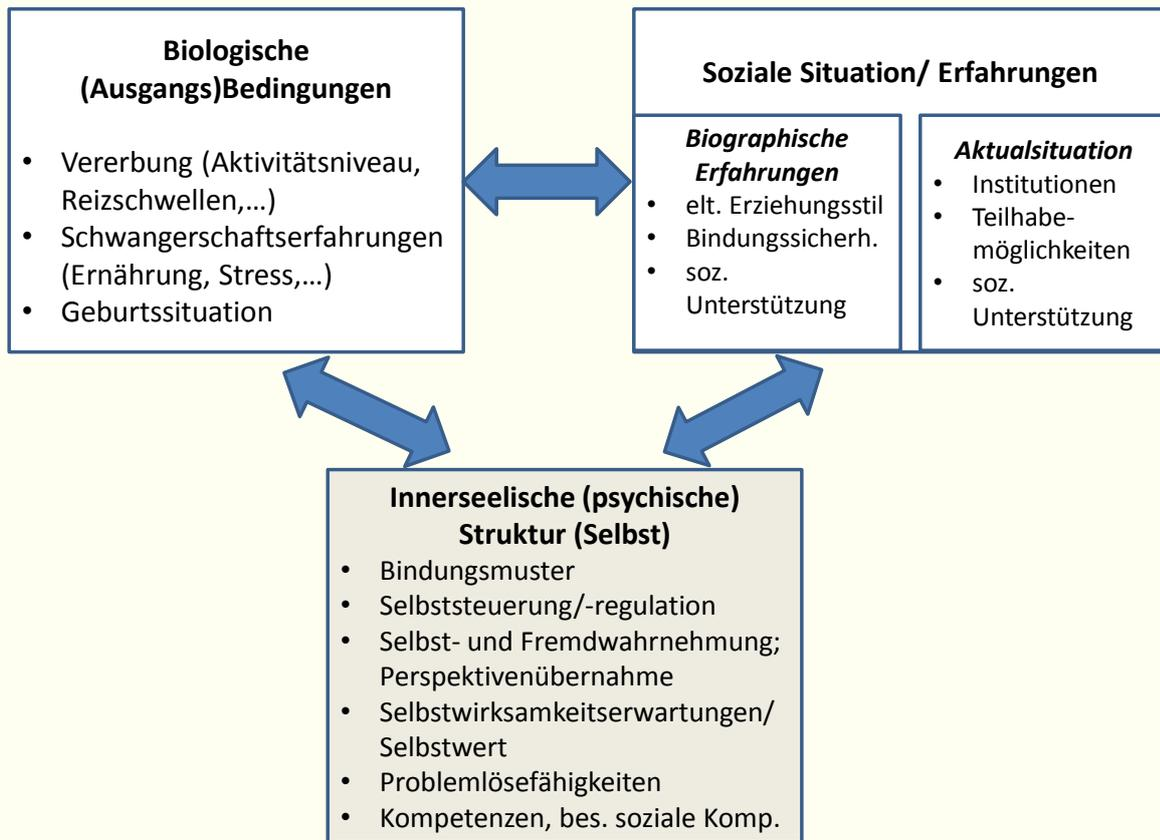 Biologische
(Ausgangs)Bedingungen
• Vererbung (Aktivitätsniveau,
Reizschwellen,...)
• Schwangerschaftserfahrungen
(Ernährung, Stress,...)
• Geburtssituation
Soziale Situation/ Erfahrungen
Biographische
Erfahrungen
• elt. Erziehungsstil
• Bindungssicherh.
• soz.
Unterstützung
Aktualsituation
• Institutionen
• Teilhabe-
möglichkeiten
• soz.
Unterstützung
Innerseelische (psychische)
Struktur (Selbst)
• Bindungsmuster
• Selbststeuerung/-regulation
• Selbst- und Fremdwahrnehmung;
Perspektivenübernahme
• Selbstwirksamkeitserwartungen/
Selbstwert
• Problemlösefähigkeiten
• Kompetenzen, bes. soziale Komp.